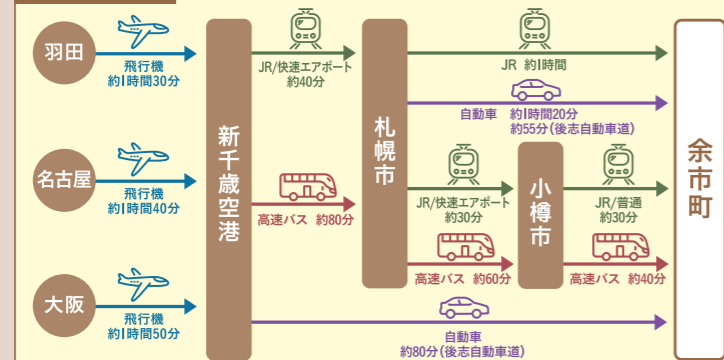 羽田
飛行機
約1時間30分
名古屋
飛行機
約1時間40分
大阪
飛行機
約1時間50分
新千歳空港
JR/快速エアポート
約40分
高速バス 約80分
札幌市
JR 約1時間
自動車 約1時間20分
約55分(後志自動車道)
JR/快速エアポート
約30分
高速バス 約60分
小樽市
JR/普通
約30分
高速バス 約40分
自動車
約80分(後志自動車道)
余市町